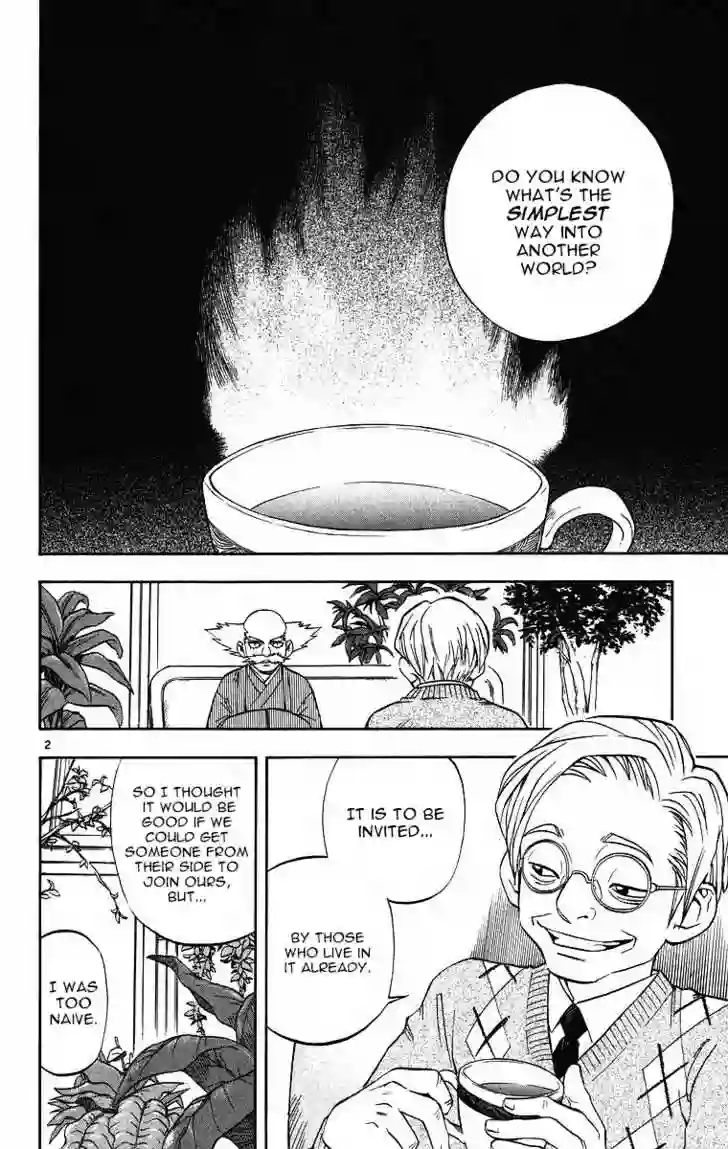 DO YOU KNOW
WHAT'S THE
SIMPLEST
WAY INTO
ANOTHER
WORLD?
2
IT IS TO BE
INVITED...
BY THOSE
WHO LIVE IN
IT ALREADY.
SO I THOUGHT
IT WOULD BE
GOOD IF WE
COULD GET
SOMEONE FROM
THEIR SIDE TO
JOIN OURS,
BUT...
I WAS
TOO
NAIVE.